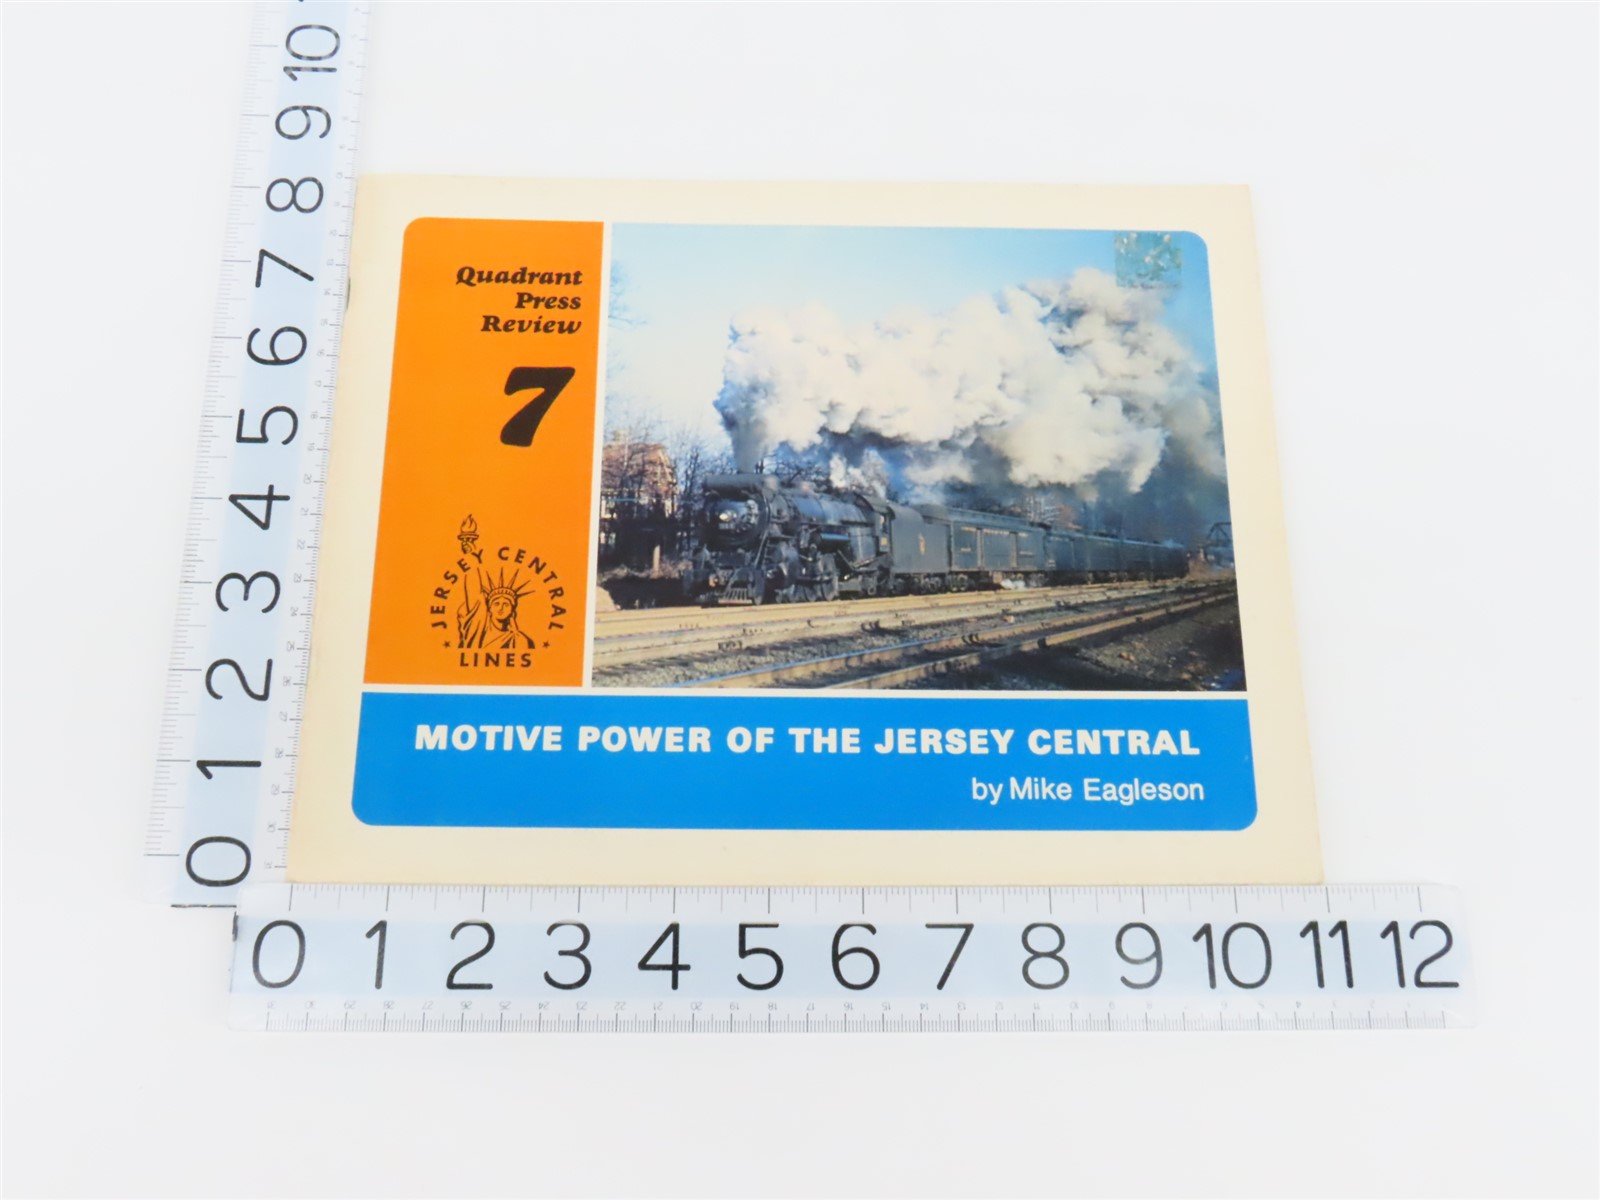 Quadrant
Press
Review
7
JERSEY CENTRAL
LINES
MOTIVE POWER OF THE JERSEY CENTRAL
by Mike Eagleson
10
9
8
7
6
5
4
3
2
1
0
0 1 2 3 4 5 6 7 8 9 10 11 12